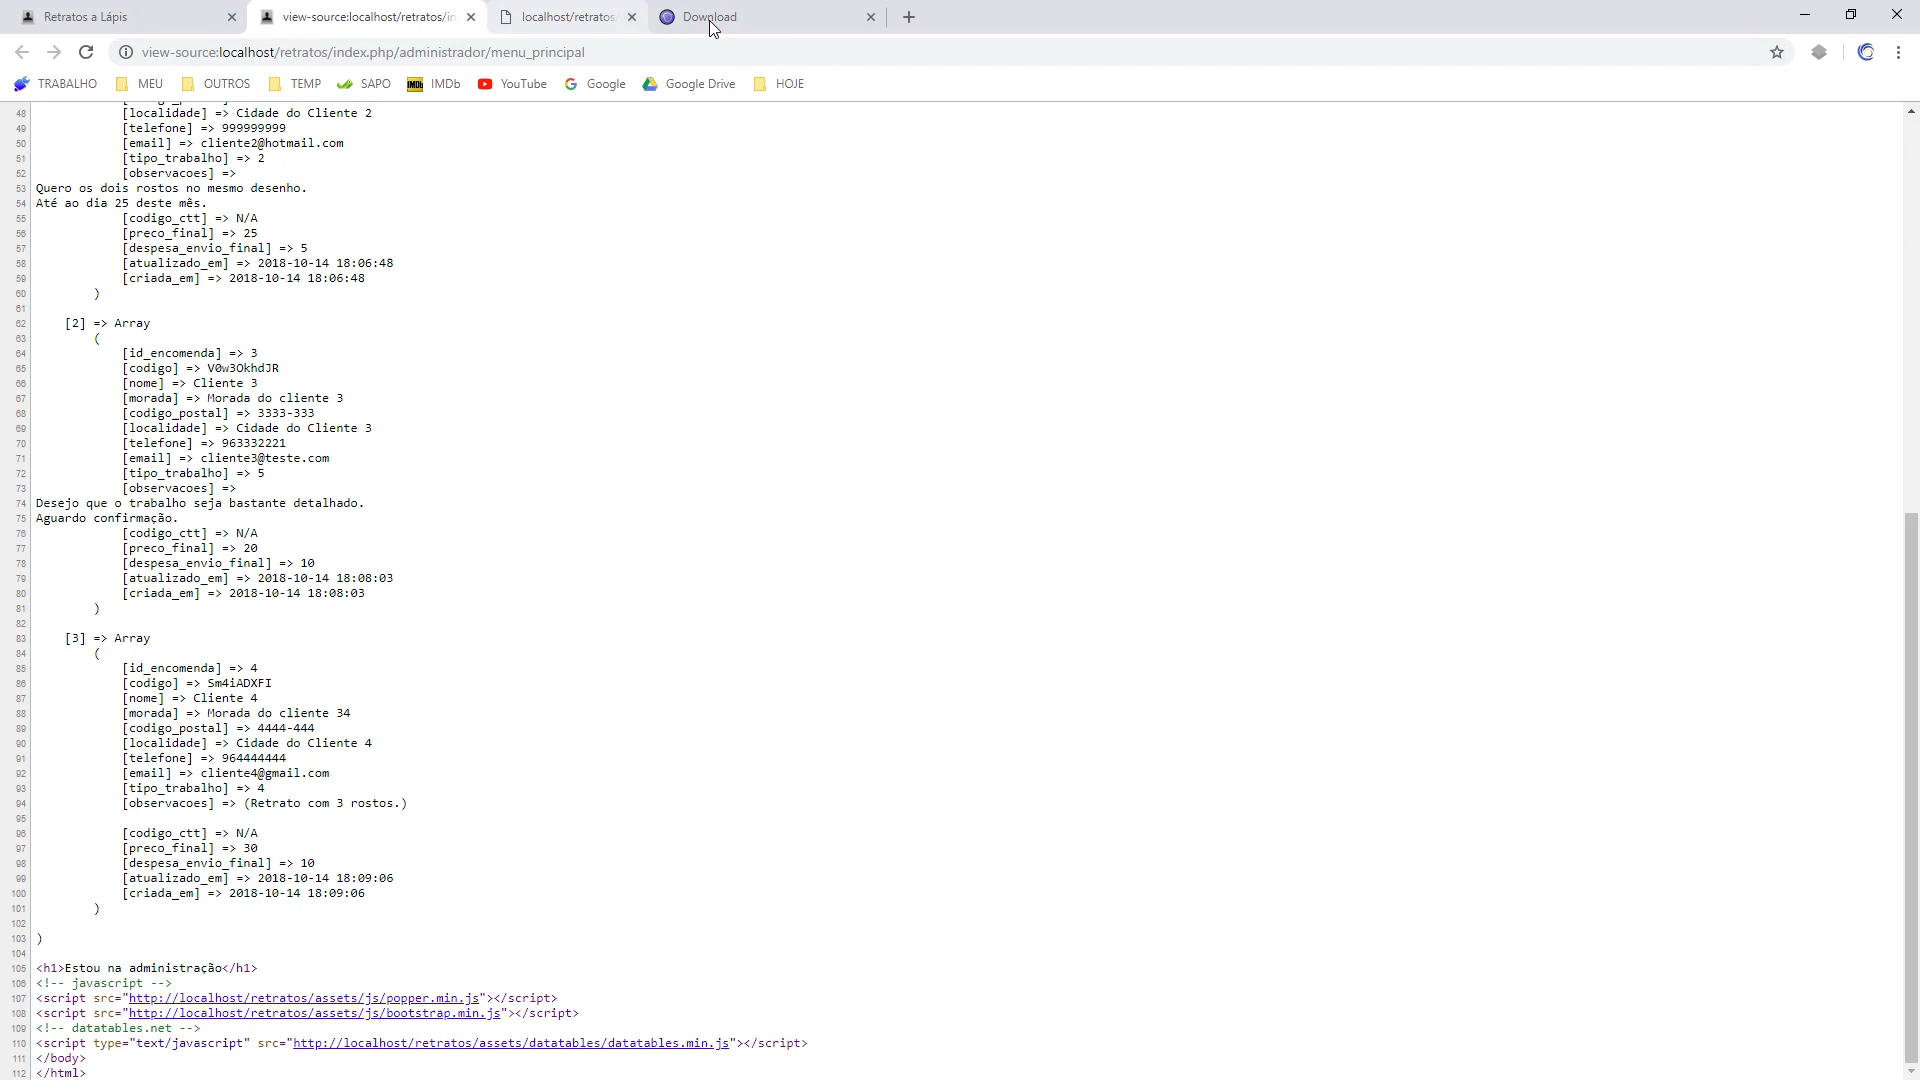 Retratos a Lápis
view-source:localhost/retratos/in
localhost/retratos/
Download
view-source:localhost/retratos/index.php/administrador/menu_principal
TRABALHO
MEU
OUTROS
TEMP
SAPO
IMDb
YouTube
Google
Google Drive
HOJE
48 [localidade] => Cidade do Cliente 2
49 [telefone] => 999999999
50 [email] => cliente2@hotmail.com
51 [tipo_trabalho] => 2
52 [observacoes] =>
53 Quero os dois rostos no mesmo desenho.
54 Até ao dia 25 deste mês.
55 [codigo_ctt] => N/A
56 [preco_final] => 25
57 [despesa_envio_final] => 5
58 [atualizado_em] => 2018-10-14 18:06:48
59 [criada_em] => 2018-10-14 18:06:48
60 )
61
62 [2] => Array
63 (
64 [id_encomenda] => 3
65 [codigo] => V0w3OkhdJR
66 [nome] => Cliente 3
67 [morada] => Morada do cliente 3
68 [codigo_postal] => 3333-333
69 [localidade] => Cidade do Cliente 3
70 [telefone] => 963332221
71 [email] => cliente3@teste.com
72 [tipo_trabalho] => 5
73 [observacoes] =>
74 Desejo que o trabalho seja bastante detalhado.
75 Aguardo confirmação.
76 [codigo_ctt] => N/A
77 [preco_final] => 20
78 [despesa_envio_final] => 10
79 [atualizado_em] => 2018-10-14 18:08:03
80 [criada_em] => 2018-10-14 18:08:03
81 )
82
83 [3] => Array
84 (
85 [id_encomenda] => 4
86 [codigo] => Sm4iADXFI
87 [nome] => Cliente 4
88 [morada] => Morada do cliente 34
89 [codigo_postal] => 4444-444
90 [localidade] => Cidade do Cliente 4
91 [telefone] => 964444444
92 [email] => cliente4@gmail.com
93 [tipo_trabalho] => 4
94 [observacoes] => (Retrato com 3 rostos.)
95
96 [codigo_ctt] => N/A
97 [preco_final] => 30
98 [despesa_envio_final] => 10
99 [atualizado_em] => 2018-10-14 18:09:06
100 [criada_em] => 2018-10-14 18:09:06
101 )
102
103 )
104
105 <h1>Estou na administração</h1>
106 <!-- javascript -->
107 <script src="http://localhost/retratos/assets/js/popper.min.js"></script>
108 <script src="http://localhost/retratos/assets/js/bootstrap.min.js"></script>
109 <!-- datatables.net -->
110 <script type="text/javascript" src="http://localhost/retratos/assets/datatables/datatables.min.js"></script>
111 </body>
112 </html>